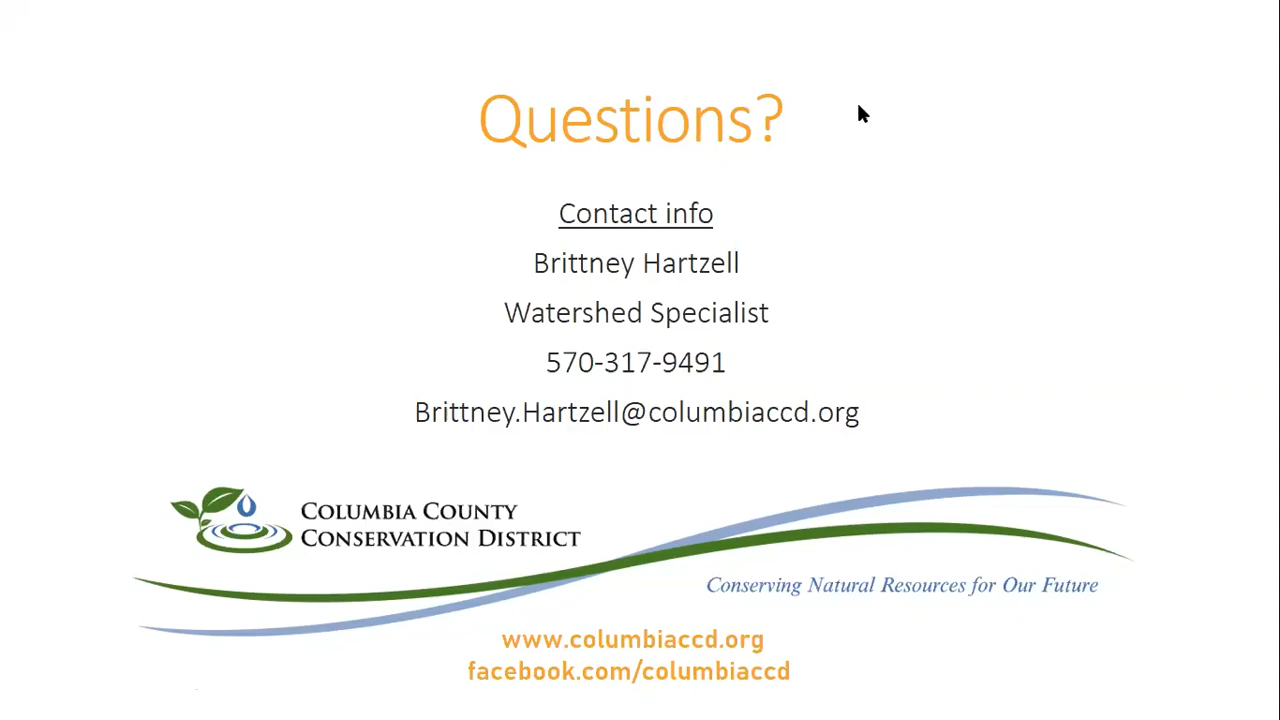 Questions?
Contact info
Brittney Hartzell
Watershed Specialist
570-317-9491
Brittney.Hartzell@columbiaccd.org
COLUMBIA COUNTY
CONSERVATION DISTRICT
Conserving Natural Resources for Our Future
www.columbiaccd.org
facebook.com/columbiaccd